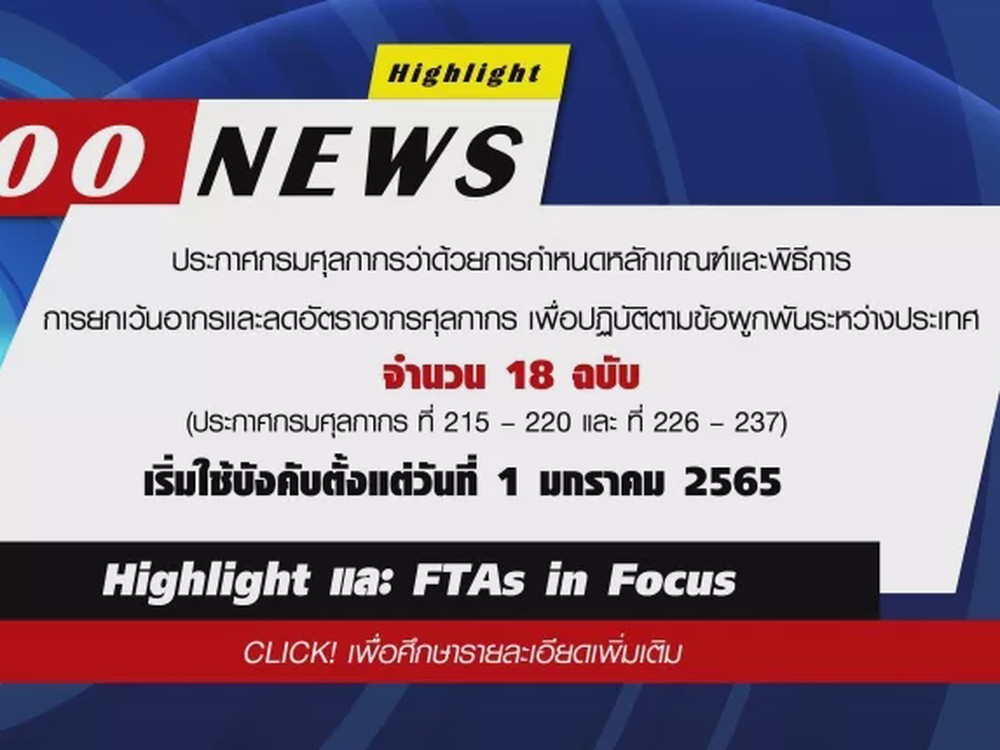 Highlight
00 NEWS
ประกาศกรมศุลกากรว่าด้วยการกำหนดหลักเกณฑ์และพิธีการ
การยกเว้นอากรและลดอัตราอากรศุลกากร เพื่อปฏิบัติตามข้อผูกพันระหว่างประเทศ
จำนวน 18 ฉบับ
(ประกาศกรมศุลกากร ที่ 215 – 220 และ ที่ 226 – 237)
เริ่มใช้บังคับตั้งแต่วันที่ 1 มกราคม 2565
Highlight และ FTAs in Focus
CLICK! เพื่อศึกษารายละเอียดเพิ่มเติม